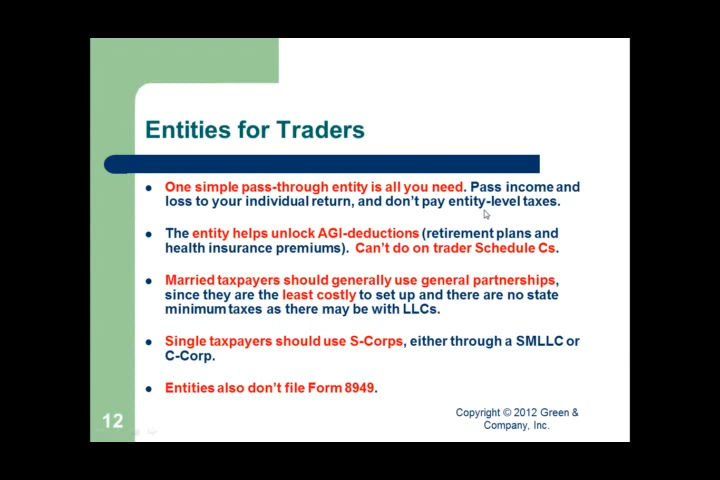 Entities for Traders
One simple pass-through entity is all you need. Pass income and
loss to your individual return, and don't pay entity-level taxes.
The entity helps unlock AGI-deductions (retirement plans and
health insurance premiums). Can't do on trader Schedule Cs.
Married taxpayers should generally use general partnerships,
since they are the least costly to set up and there are no state
minimum taxes as there may be with LLCs.
Single taxpayers should use S-Corps, either through a SMLLC or
C-Corp.
Entities also don't file Form 8949.
12
Copyright © 2012 Green &
Company, Inc.